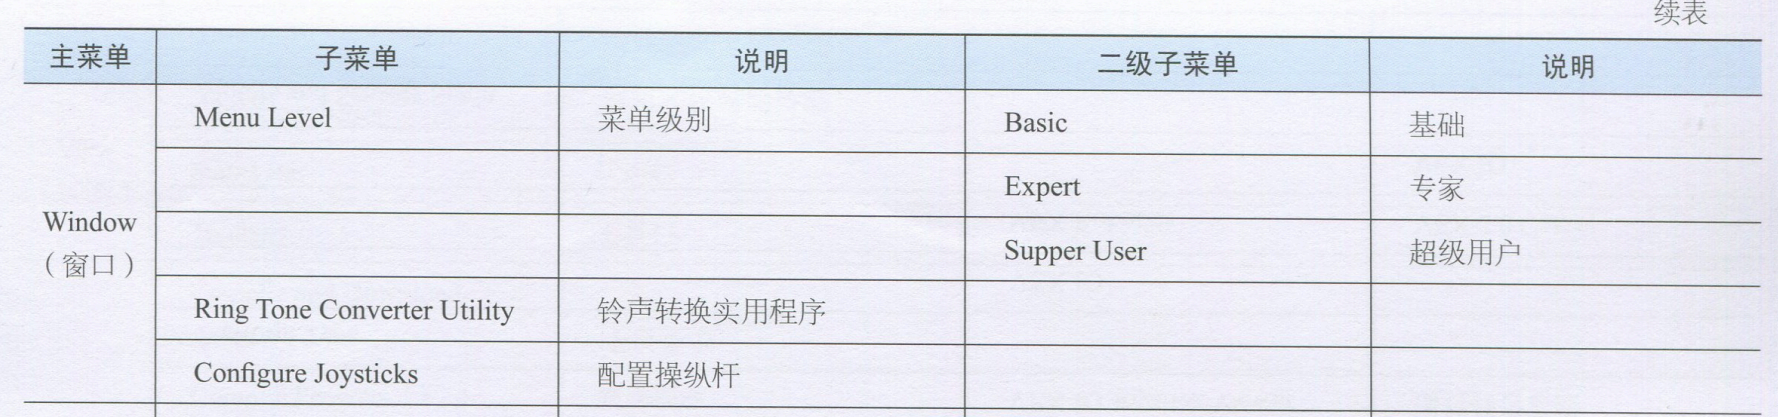 续表
主菜单 子菜单 说明 二级子菜单 说明
Menu Level 菜单级别 Basic 基础
Expert 专家
Window
（窗口）
Supper User 超级用户
Ring Tone Converter Utility 铃声转换实用程序
Configure Joysticks 配置操纵杆